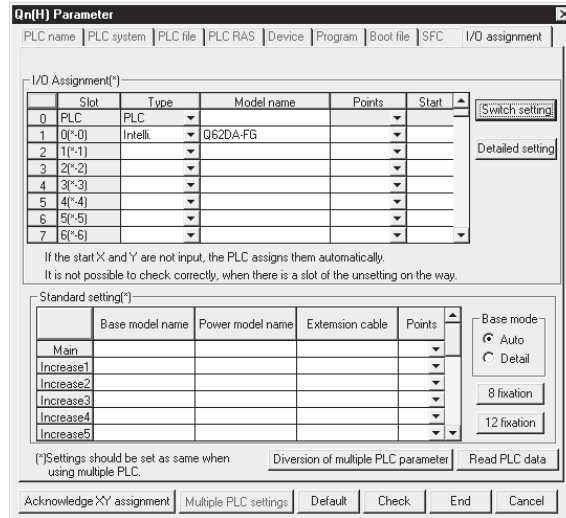 Qn(H) Parameter
PLC name PLC system PLC file PLC RAS Device Program Boot file SFC I/O assignment
I/O Assignment(*)
Slot Type Model name Points Start
0 PLC PLC
1 0(*-0) Intelli. Q62DA-FG
2 1(*-1)
3 2(*-2)
4 3(*-3)
5 4(*-4)
6 5(*-5)
7 6(*-6)
Switch setting
Detailed setting
If the start X and Y are not input, the PLC assigns them automatically.
It is not possible to check correctly, when there is a slot of the unsetting on the way.
Standard setting(*)
Base model name Power model name Extension cable Points
Main
Increase1
Increase2
Increase3
Increase4
Increase5
Base mode
Auto
Detail
8 fixation
12 fixation
(*)Settings should be set as same when
using multiple PLC.
Diversion of multiple PLC parameter Read PLC data
Acknowledge XY assignment Multiple PLC settings Default Check End Cancel